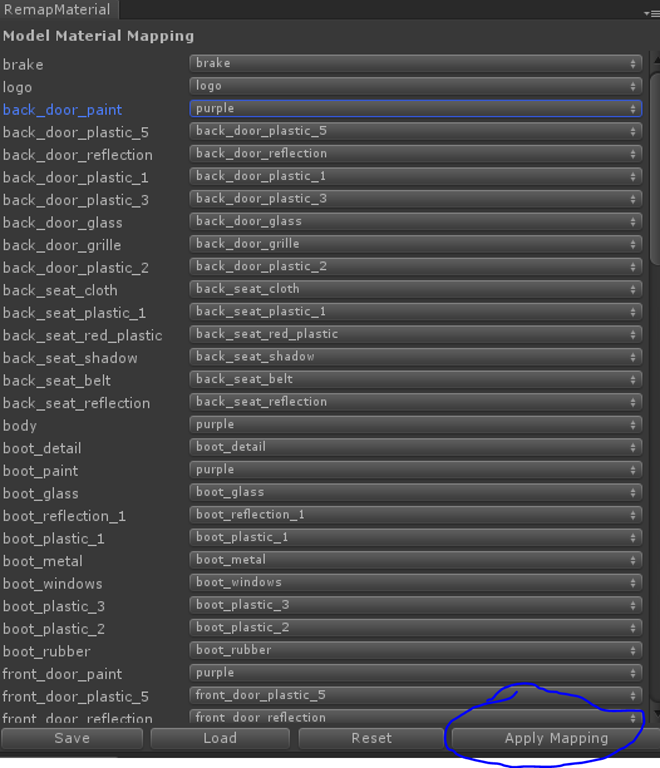 RemapMaterial
Model Material Mapping
brake brake
logo logo
back_door_paint purple
back_door_plastic_5 back_door_plastic_5
back_door_reflection back_door_reflection
back_door_plastic_1 back_door_plastic_1
back_door_plastic_3 back_door_plastic_3
back_door_glass back_door_glass
back_door_grille back_door_grille
back_door_plastic_2 back_door_plastic_2
back_seat_cloth back_seat_cloth
back_seat_plastic_1 back_seat_plastic_1
back_seat_red_plastic back_seat_red_plastic
back_seat_shadow back_seat_shadow
back_seat_belt back_seat_belt
back_seat_reflection back_seat_reflection
body purple
boot_detail boot_detail
boot_paint purple
boot_glass boot_glass
boot_reflection_1 boot_reflection_1
boot_plastic_1 boot_plastic_1
boot_metal boot_metal
boot_windows boot_windows
boot_plastic_3 boot_plastic_3
boot_plastic_2 boot_plastic_2
boot_rubber boot_rubber
front_door_paint purple
front_door_plastic_5 front_door_plastic_5
front_door_reflection front_door_reflection
Save Load Reset Apply Mapping